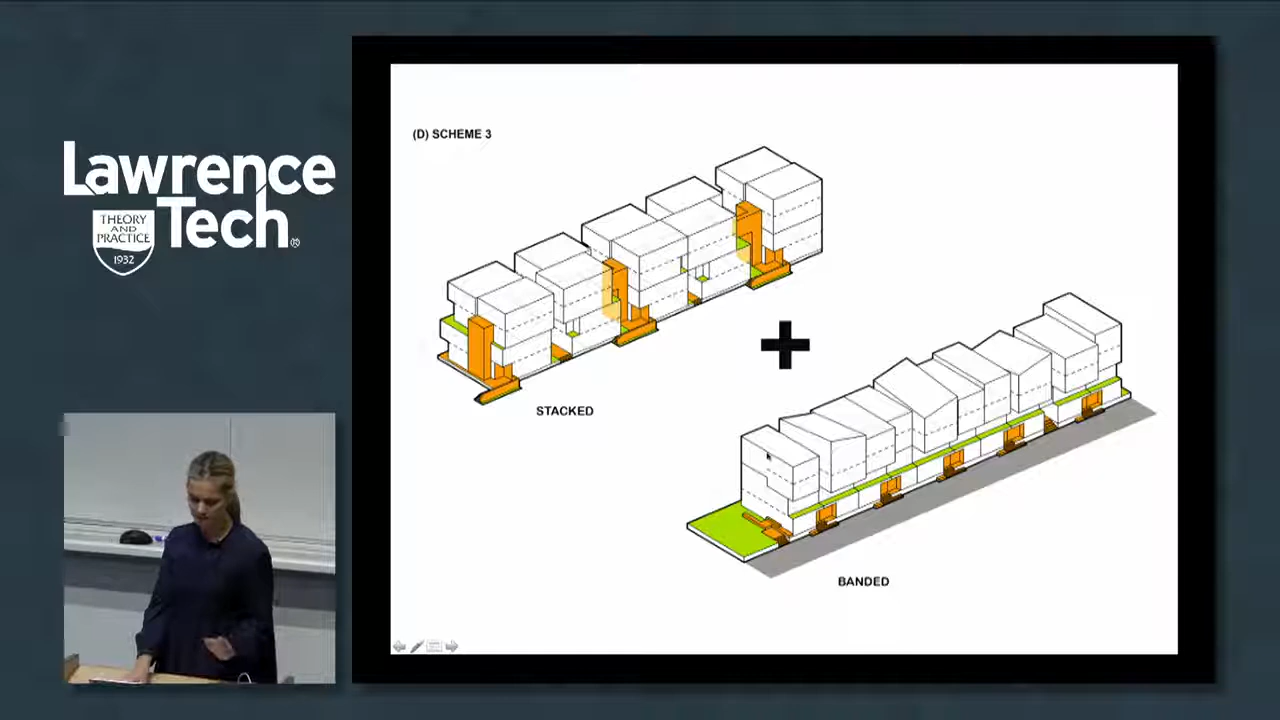 Lawrence
Tech®
THEORY
AND
PRACTICE
1932
(D) SCHEME 3
STACKED
BANDED